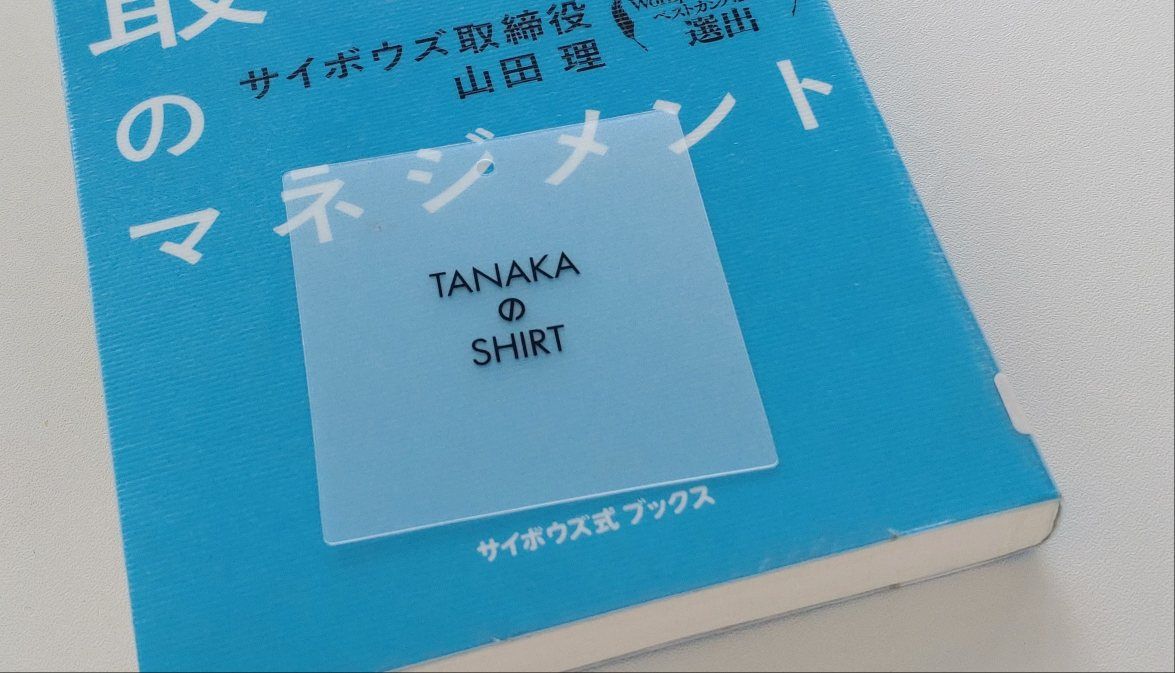 最
の
マネジメント
サイボウズ取締役
山田 理
選出
TANAKA
の
SHIRT
サイボウズ式 ブックス